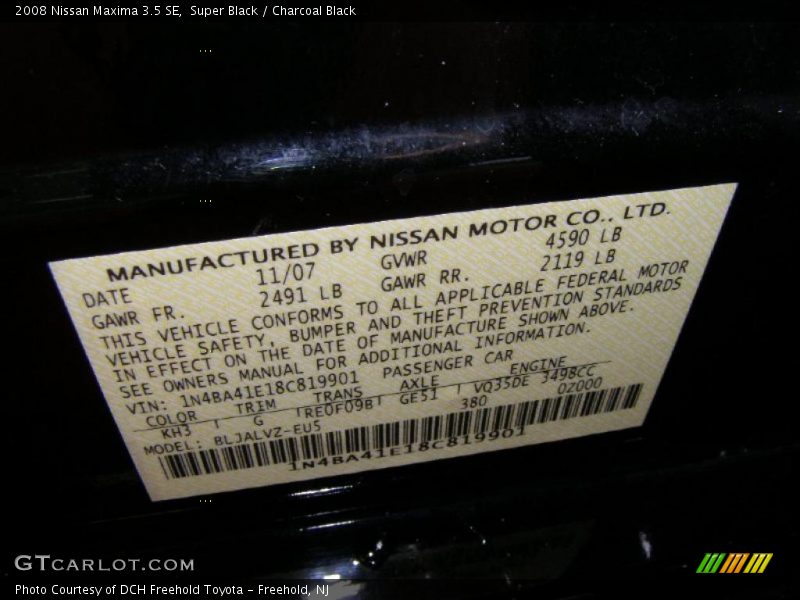 2008 Nissan Maxima 3.5 SE, Super Black / Charcoal Black
MANUFACTURED BY NISSAN MOTOR CO., LTD.
DATE 11/07 GVWR 4590 LB
GAWR FR. 2491 LB GAWR RR. 2119 LB
THIS VEHICLE CONFORMS TO ALL APPLICABLE FEDERAL MOTOR
VEHICLE SAFETY, BUMPER AND THEFT PREVENTION STANDARDS
IN EFFECT ON THE DATE OF MANUFACTURE SHOWN ABOVE.
SEE OWNERS MANUAL FOR ADDITIONAL INFORMATION.
VIN: 1N4BA41E18C819901 PASSENGER CAR
COLOR TRIM TRANS AXLE ENGINE
KH3 G RE0F09B GE51 VQ35DE 3498CC
MODEL: BLJALVZ-EU5 380 0Z000
1N4BA41E18C819901
GTCARLOT.COM
Photo Courtesy of DCH Freehold Toyota - Freehold, NJ